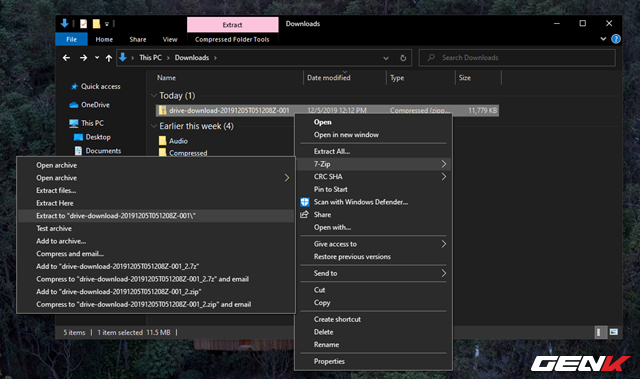 Extract
Downloads
File
Home
Share
View
Compressed Folder Tools
This PC
Downloads
Search Downloads
Name
Date modified
Type
Size
Quick access
OneDrive
This PC
Desktop
Documents
Today (1)
drive-download-20191205T051208Z-001
12/5/2019 12:12 PM
Compressed (zipp...
11,779 KB
Earlier this week (4)
Audio
Compressed
Open
Open in new window
Extract All...
7-Zip
CRC SHA
Pin to Start
Scan with Windows Defender...
Share
Open with...
Give access to
Restore previous versions
Send to
Cut
Copy
Create shortcut
Delete
Rename
Properties
Open archive
Open archive
Extract files...
Extract Here
Extract to "drive-download-20191205T051208Z-001\"
Test archive
Add to archive...
Compress and email...
Add to "drive-download-20191205T051208Z-001_2.7z"
Compress to "drive-download-20191205T051208Z-001_2.7z" and email
Add to "drive-download-20191205T051208Z-001_2.zip"
Compress to "drive-download-20191205T051208Z-001_2.zip" and email
5 items
1 item selected 11.5 MB
GENK